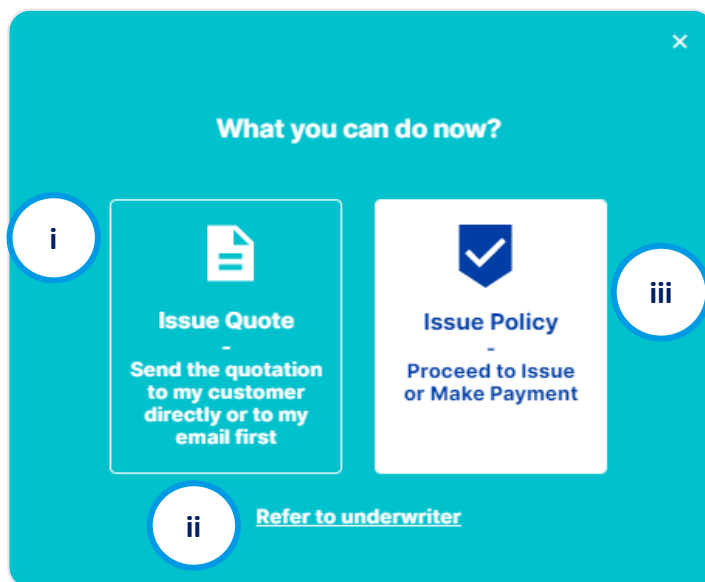 ×
What you can do now?
i
Issue Quote
-
Send the quotation
to my customer
directly or to my
email first
Issue Policy
-
Proceed to Issue
or Make Payment
iii
ii
Refer to underwriter